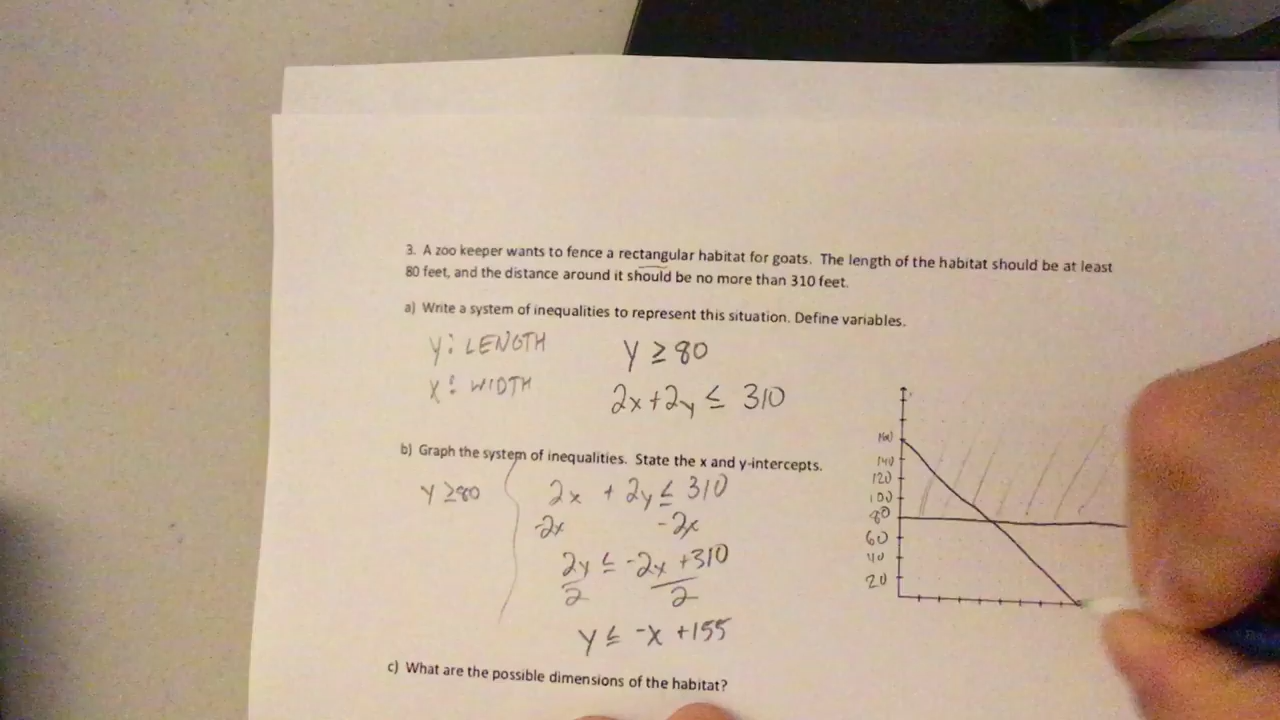 3. A zoo keeper wants to fence a rectangular habitat for goats. The length of the habitat should be at least
80 feet, and the distance around it should be no more than 310 feet.
a) Write a system of inequalities to represent this situation. Define variables.
y: LENGTH
y ≥ 80
x: WIDTH
2x+2y ≤ 310
b) Graph the system of inequalities. State the x and y-intercepts.
y ≥80
2x + 2y ≤ 310
-2x -2x
2y ≤ -2x +310
2 2
y ≤ -x +155
160
140
120
100
80
60
40
20
c) What are the possible dimensions of the habitat?